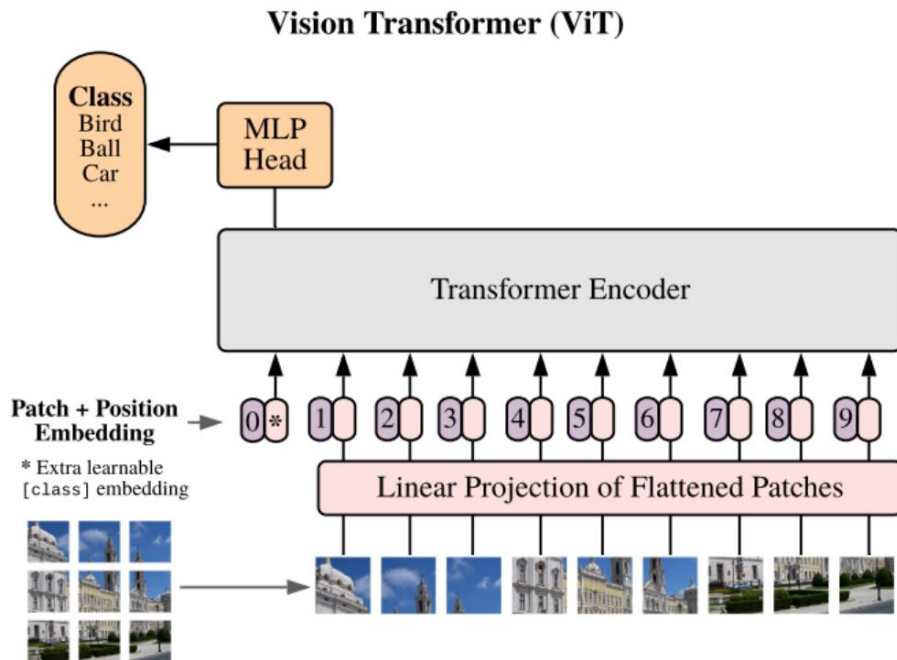 Vision Transformer (ViT)
Class
Bird
Ball
Car
...
MLP
Head
Transformer Encoder
Patch + Position
Embedding
0 * 1 2 3 4 5 6 7 8 9
* Extra learnable
[class] embedding
Linear Projection of Flattened Patches